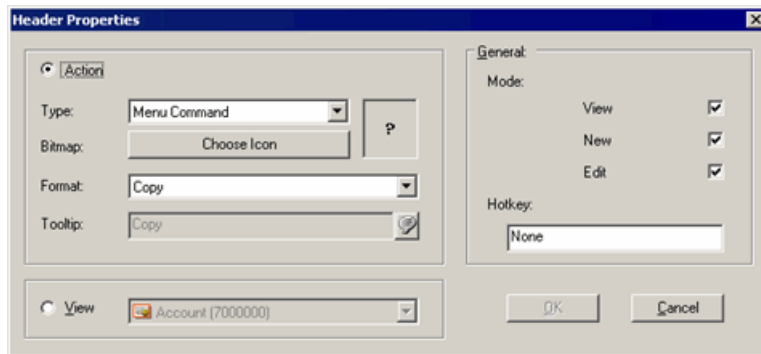 Header Properties
Action
Type:
Menu Command
?
Bitmap:
Choose Icon
Format:
Copy
Tooltip:
Copy
View
Account (7000000)
General:
Mode:
View
New
Edit
Hotkey:
None
OK
Cancel